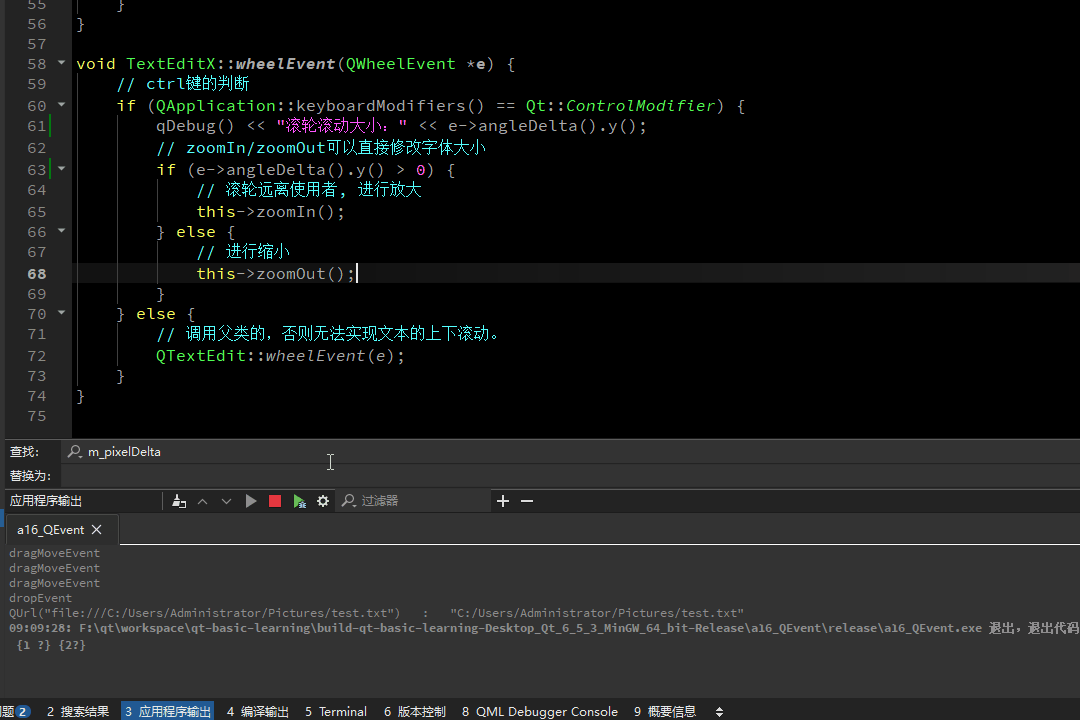 55 }
56 }
57
58 void TextEditX::wheelEvent(QWheelEvent *e) {
59 // ctrl键的判断
60 if (QApplication::keyboardModifiers() == Qt::ControlModifier) {
61 qDebug() << "滚轮滚动大小：" << e->angleDelta().y();
62 // zoomIn/zoomOut可以直接修改字体大小
63 if (e->angleDelta().y() > 0) {
64 // 滚轮远离使用者, 进行放大
65 this->zoomIn();
66 } else {
67 // 进行缩小
68 this->zoomOut();
69 }
70 } else {
71 // 调用父类的, 否则无法实现文本的上下滚动。
72 QTextEdit::wheelEvent(e);
73 }
74 }
75
查找: m_pixelDelta
替换为:
应用程序输出 过滤器
a16_QEvent
dragMoveEvent
dragMoveEvent
dragMoveEvent
dropEvent
QUrl("file:///C:/Users/Administrator/Pictures/test.txt") : "C:/Users/Administrator/Pictures/test.txt"
09:09:28: F:\qt\workspace\qt-basic-learning\build-qt-basic-learning-Desktop_Qt_6_5_3_MinGW_64_bit-Release\a16_QEvent\release\a16_QEvent.exe 退出，退出代码
{1 ?} {2?}
题 2 2 搜索结果 3 应用程序输出 4 编译输出 5 Terminal 6 版本控制 8 QML Debugger Console 9 概要信息